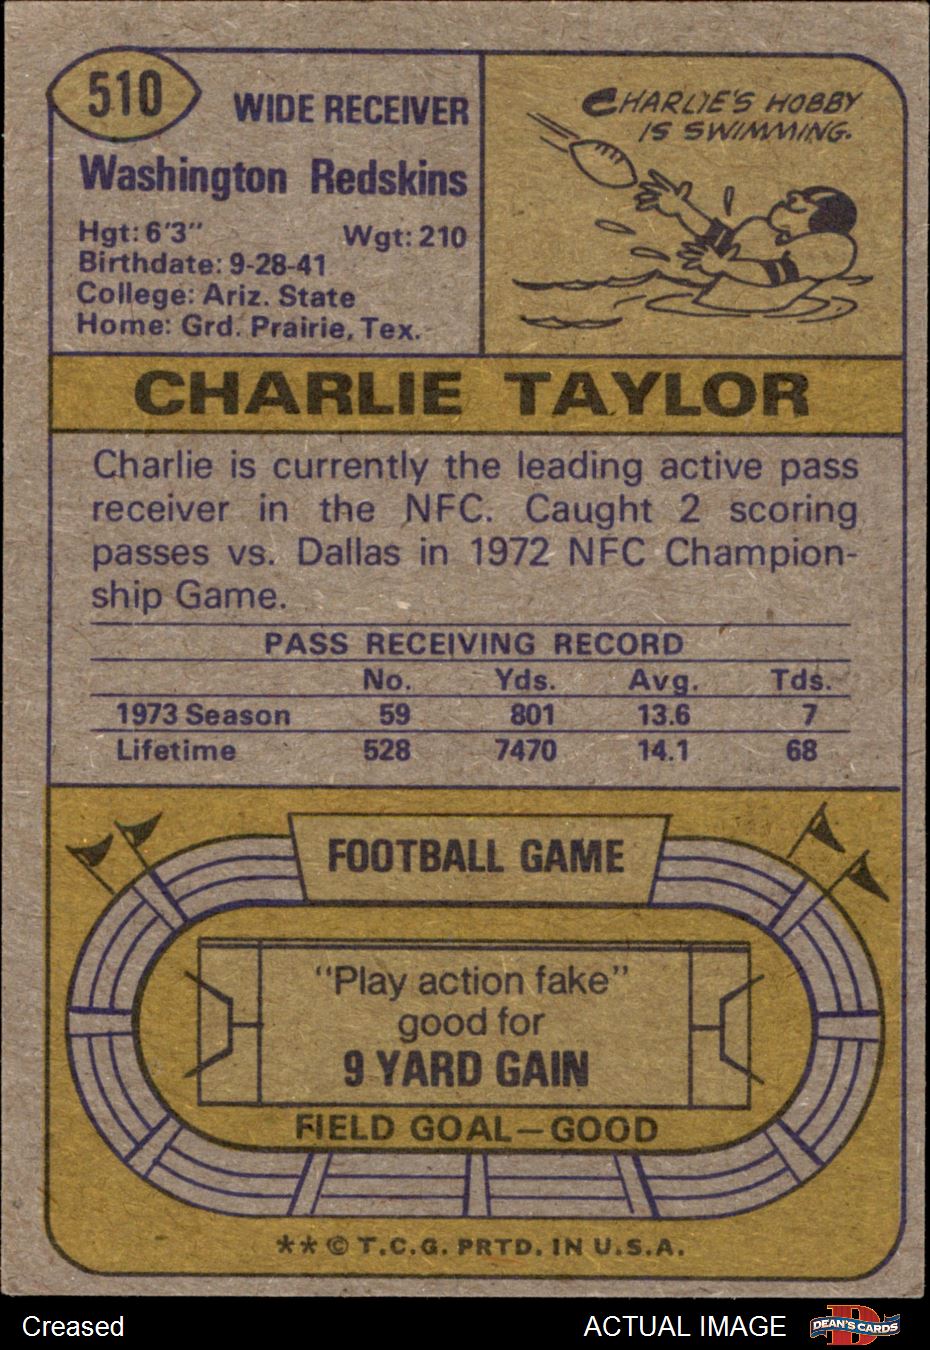 510
WIDE RECEIVER
Washington Redskins
Hgt: 6'3" Wgt: 210
Birthdate: 9-28-41
College: Ariz. State
Home: Grd. Prairie, Tex.
CHARLIE'S HOBBY
IS SWIMMING.
CHARLIE TAYLOR
Charlie is currently the leading active pass
receiver in the NFC. Caught 2 scoring
passes vs. Dallas in 1972 NFC Champion-
ship Game.
PASS RECEIVING RECORD
No. Yds. Avg. Tds.
1973 Season 59 801 13.6 7
Lifetime 528 7470 14.1 68
FOOTBALL GAME
"Play action fake"
good for
9 YARD GAIN
FIELD GOAL—GOOD
** © T.C.G. PRTD. IN U.S.A.
Creased
ACTUAL IMAGE
D
DEAN'S CARDS